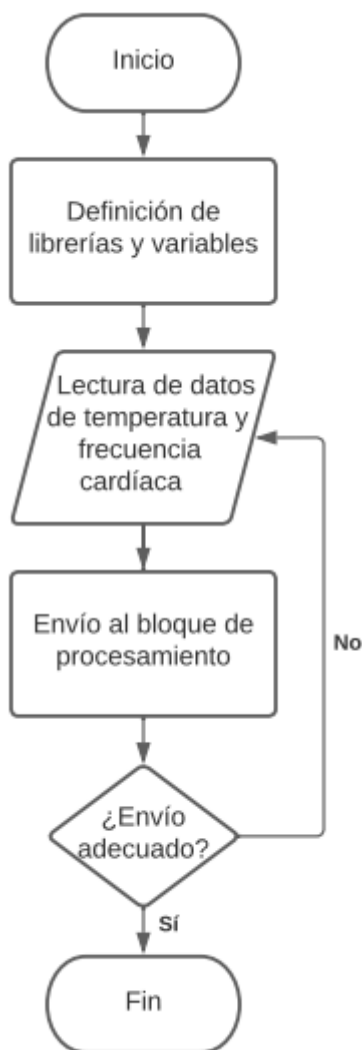 Inicio
Definición de
librerías y variables
Lectura de datos
de temperatura y
frecuencia
cardíaca
Envío al bloque de
procesamiento
No
¿Envío
adecuado?
Sí
Fin